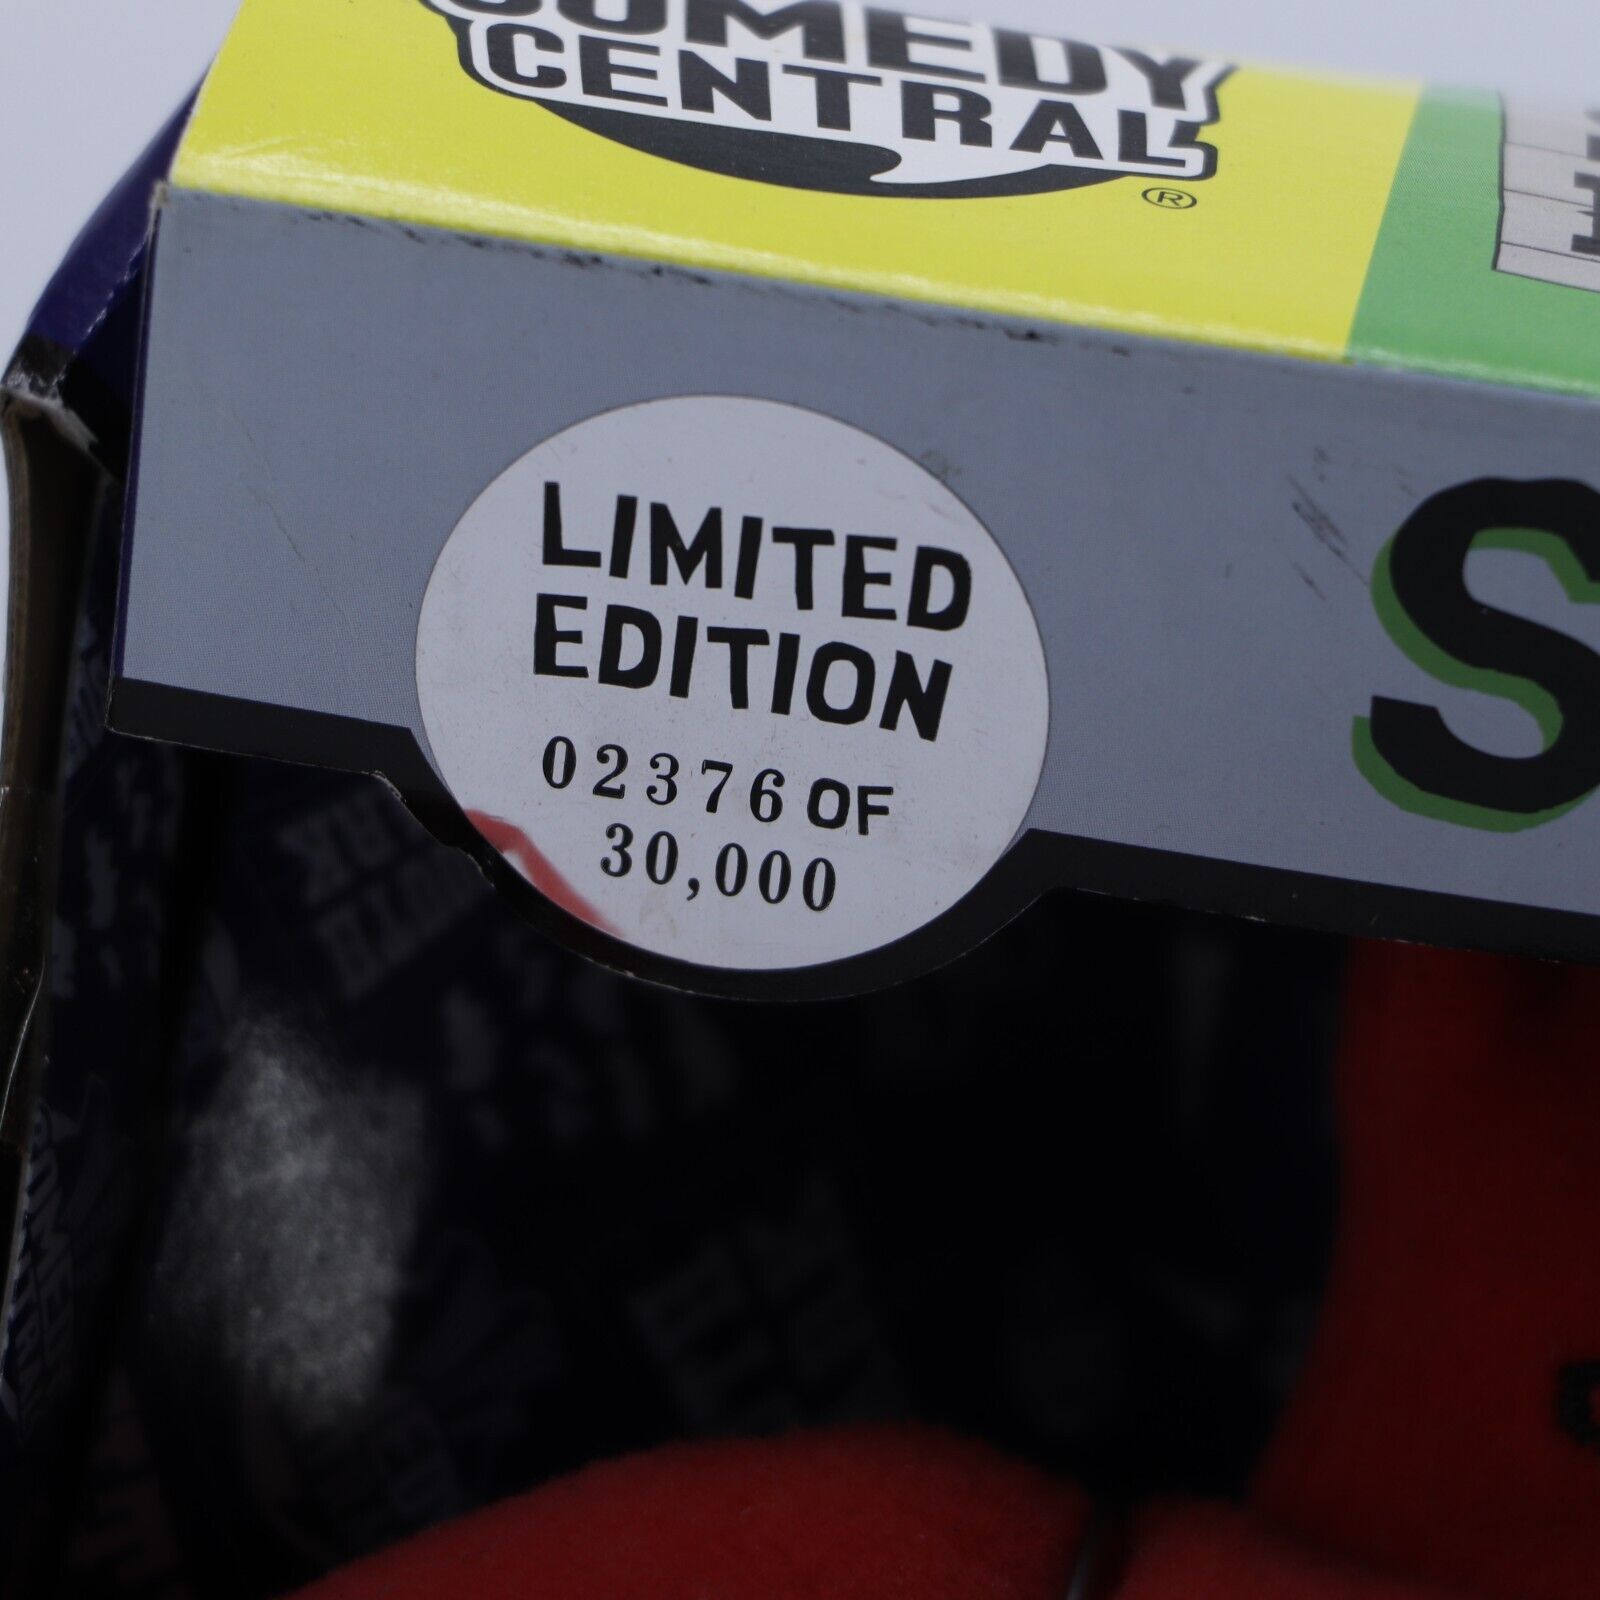 COMEDY
CENTRAL
®
LIMITED
EDITION
02376 OF
30,000
S